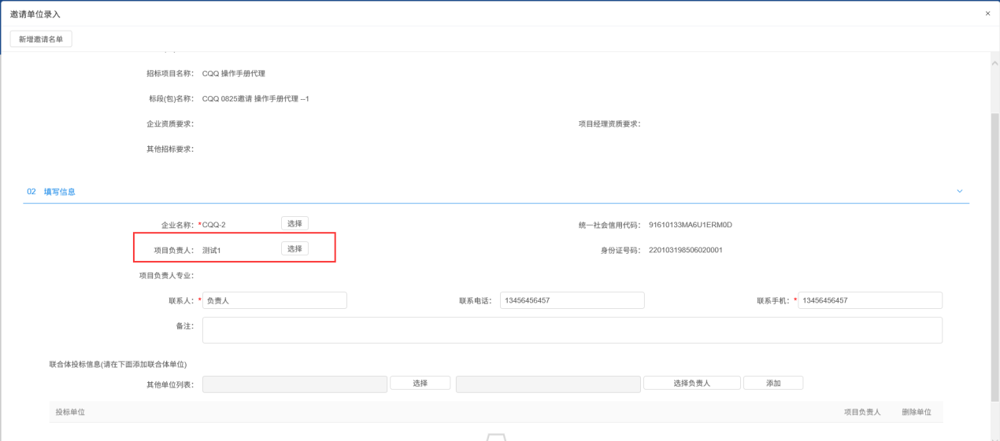 邀请单位录入 ×
新增邀请名单
招标项目名称: CQQ 操作手册代理
标段(包)名称: CQQ 0825邀请 操作手册代理 --1
企业资质要求: 项目经理资质要求:
其他招标要求:
02 填写信息
企业名称: *CQQ-2 选择 统一社会信用代码: 91610133MA6U1ERM0D
项目负责人: 测试1 选择 身份证号码: 220103198506020001
项目负责人专业:
联系人: * 负责人 联系电话: 13456456457 联系手机: * 13456456457
备注:
联合体投标信息(请在下面添加联合体单位)
其他单位列表: 选择 选择负责人 添加
投标单位 项目负责人 删除单位